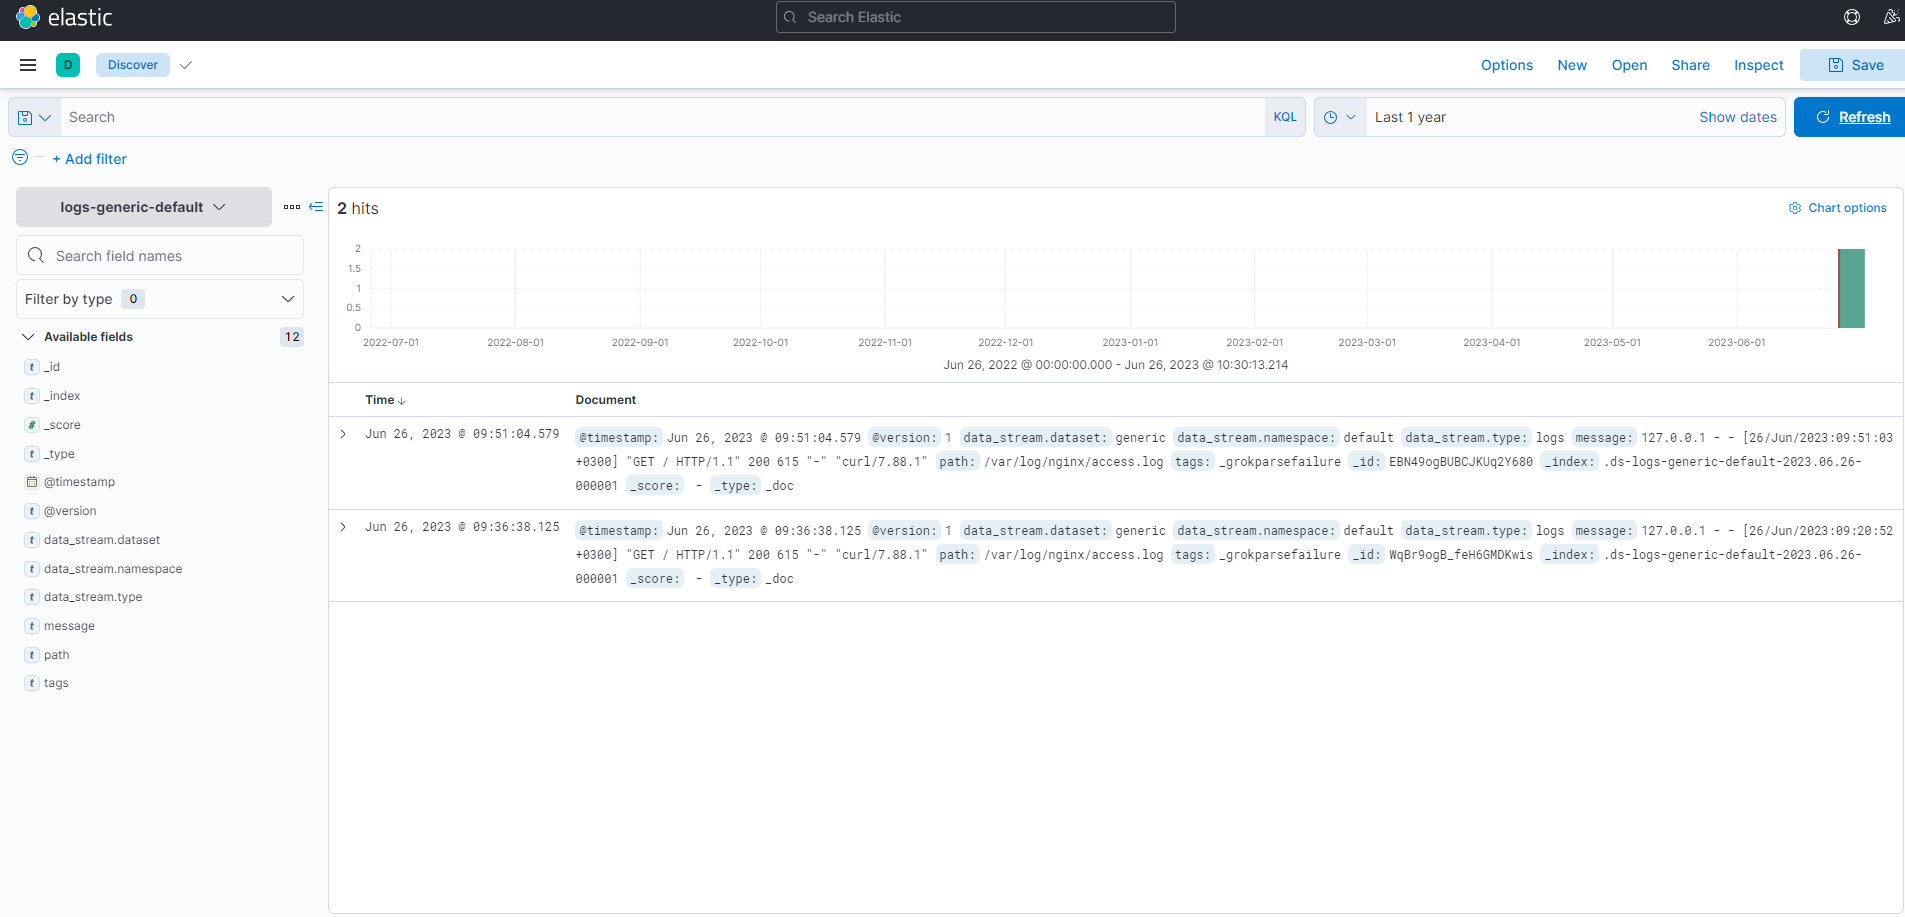 elastic
Search Elastic
D
Discover
Options
New
Open
Share
Inspect
Save
Search
KQL
Last 1 year
Show dates
Refresh
+ Add filter
logs-generic-default
Search field names
Filter by type 0
Available fields 12
t _id
t _index
# _score
t _type
@timestamp
t @version
t data_stream.dataset
t data_stream.namespace
t data_stream.type
t message
t path
t tags
2 hits
Chart options
2
1.5
1
0.5
0
2022-07-01 2022-08-01 2022-09-01 2022-10-01 2022-11-01 2022-12-01 2023-01-01 2023-02-01 2023-03-01 2023-04-01 2023-05-01 2023-06-01
Jun 26, 2022 @ 00:00:00.000 - Jun 26, 2023 @ 10:30:13.214
Time Document
Jun 26, 2023 @ 09:51:04.579
@timestamp: Jun 26, 2023 @ 09:51:04.579 @version: 1 data_stream.dataset: generic data_stream.namespace: default data_stream.type: logs message: 127.0.0.1 - - [26/Jun/2023:09:51:03
+0300] "GET / HTTP/1.1" 200 615 "-" "curl/7.88.1" path: /var/log/nginx/access.log tags: _grokparsefailure _id: EBN49ogBUBCJKUq2Y680 _index: .ds-logs-generic-default-2023.06.26-
000001 _score: - _type: _doc
Jun 26, 2023 @ 09:36:38.125
@timestamp: Jun 26, 2023 @ 09:36:38.125 @version: 1 data_stream.dataset: generic data_stream.namespace: default data_stream.type: logs message: 127.0.0.1 - - [26/Jun/2023:09:20:52
+0300] "GET / HTTP/1.1" 200 615 "-" "curl/7.88.1" path: /var/log/nginx/access.log tags: _grokparsefailure _id: WqBr9ogB_feH6GMDKwis _index: .ds-logs-generic-default-2023.06.26-
000001 _score: - _type: _doc